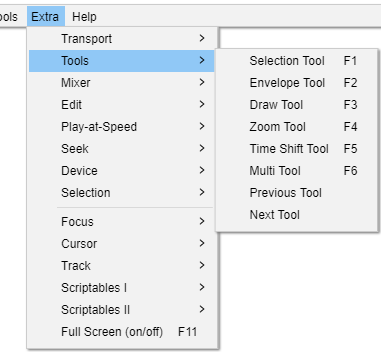 ools Extra Help
Transport
Tools
Mixer
Edit
Play-at-Speed
Seek
Device
Selection
Focus
Cursor
Track
Scriptables I
Scriptables II
Full Screen (on/off) F11
Selection Tool F1
Envelope Tool F2
Draw Tool F3
Zoom Tool F4
Time Shift Tool F5
Multi Tool F6
Previous Tool
Next Tool